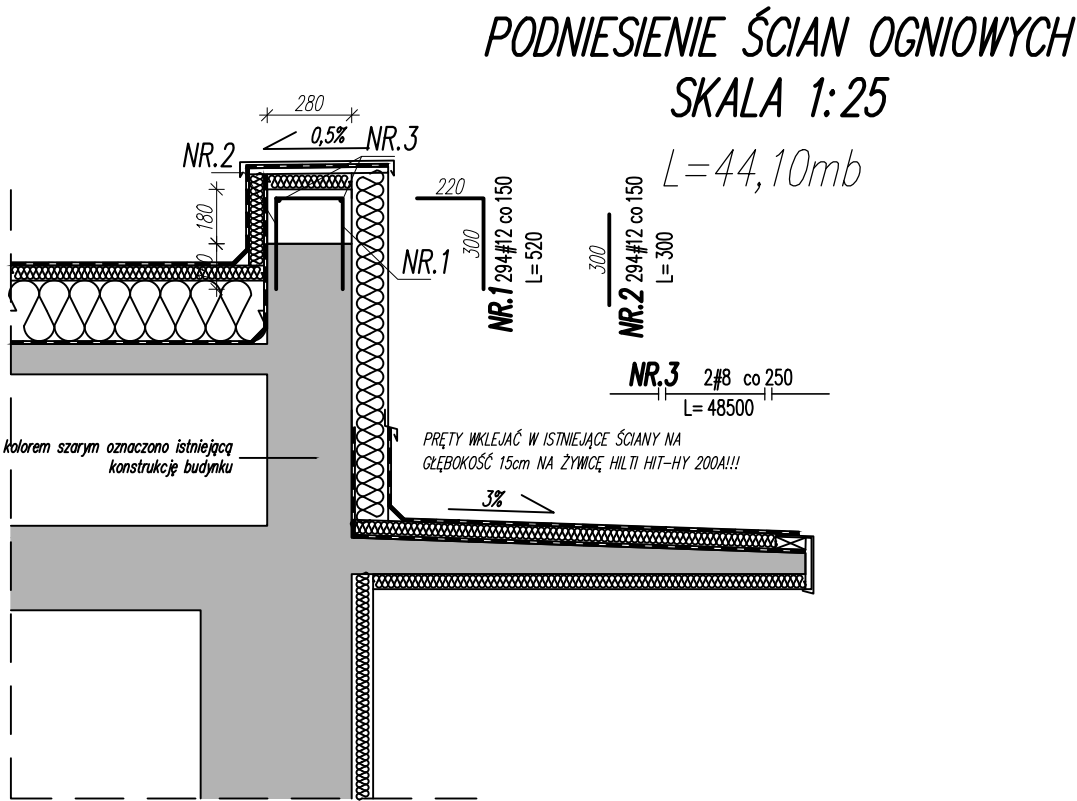 PODNIESIENIE ŚCIAN OGNIOWYCH
SKALA 1:25
L=44,10mb
280
0,5%
NR.3
NR.2
180
NR.1
220
300
NR.1 294#12 co 150
L= 520
300
NR.2 294#12 co 150
L= 300
NR.3 2#8 co 250
L= 48500
kolorem szarym oznaczono istniejącą
konstrukcję budynku
PRĘTY WKLEJAĆ W ISTNIEJĄCE ŚCIANY NA
GŁĘBOKOŚĆ 15cm NA ŻYWICĘ HILTI HIT-HY 200A!!!
3%